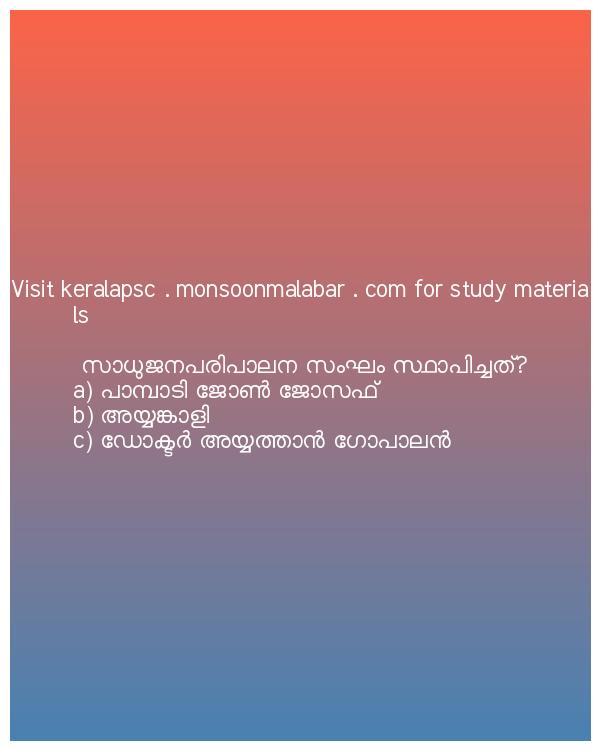 Visit keralapsc . monsoonmalabar . com for study materia
ls
സാധുജനപരിപാലന സംഘം സ്ഥാപിച്ചത്?
a) പാമ്പാടി ജോൺ ജോസഫ്
b) അയ്യങ്കാളി
c) ഡോക്ടർ അയ്യത്താൻ ഗോപാലൻ